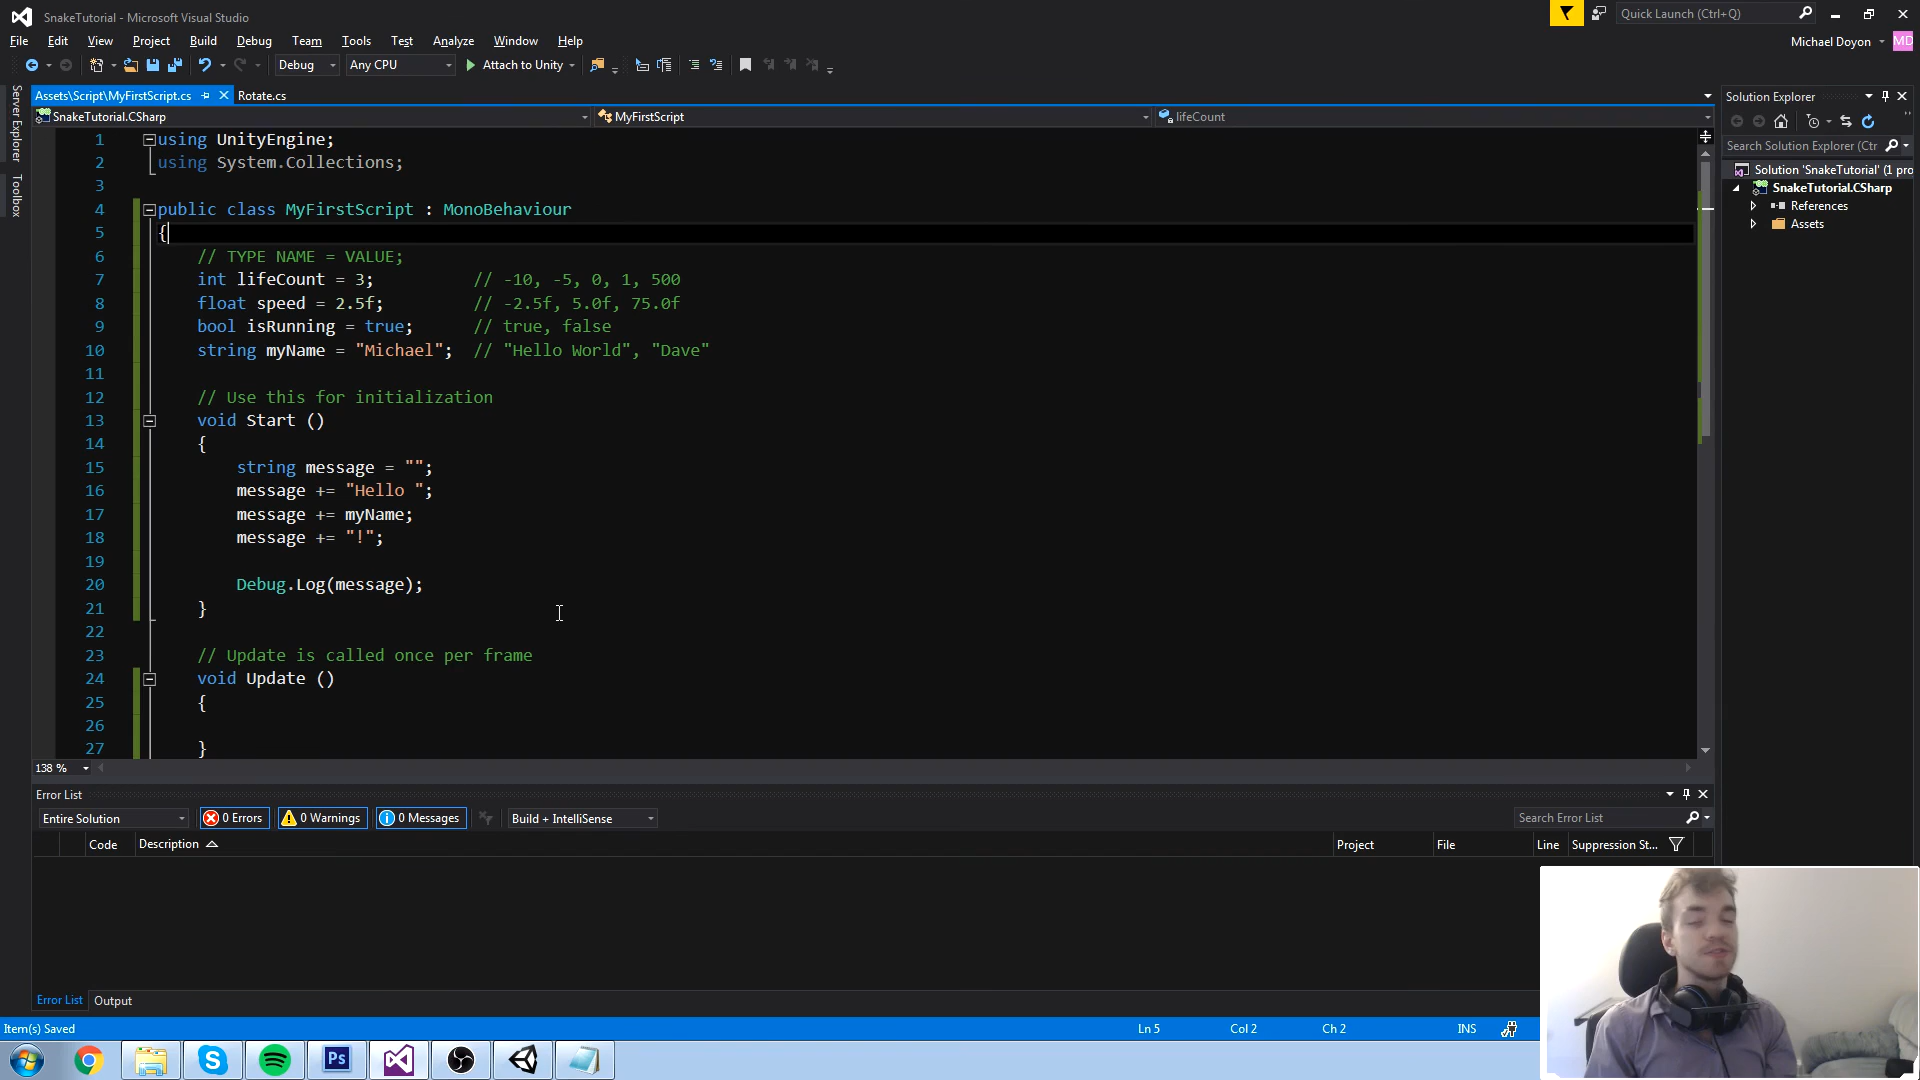 SnakeTutorial - Microsoft Visual Studio
Quick Launch (Ctrl+Q)
File Edit View Project Build Debug Team Tools Test Analyze Window Help
Michael Doyon MD
Debug Any CPU Attach to Unity
Server Explorer
Toolbox
Assets\Script\MyFirstScript.cs Rotate.cs
SnakeTutorial.CSharp MyFirstScript lifeCount
1 using UnityEngine;
2 using System.Collections;
3
4 public class MyFirstScript : MonoBehaviour
5 {
6 // TYPE NAME = VALUE;
7 int lifeCount = 3; // -10, -5, 0, 1, 500
8 float speed = 2.5f; // -2.5f, 5.0f, 75.0f
9 bool isRunning = true; // true, false
10 string myName = "Michael"; // "Hello World", "Dave"
11
12 // Use this for initialization
13 void Start ()
14 {
15 string message = "";
16 message += "Hello ";
17 message += myName;
18 message += "!";
19
20 Debug.Log(message);
21 }
22
23 // Update is called once per frame
24 void Update ()
25 {
26
27 }
138 %
Solution Explorer
Search Solution Explorer (Ctr
Solution 'SnakeTutorial' (1 pro
SnakeTutorial.CSharp
References
Assets
Error List
Entire Solution 0 Errors 0 Warnings 0 Messages Build + IntelliSense Search Error List
Code Description Project File Line Suppression St...
Error List Output
Item(s) Saved Ln 5 Col 2 Ch 2 INS
Ps